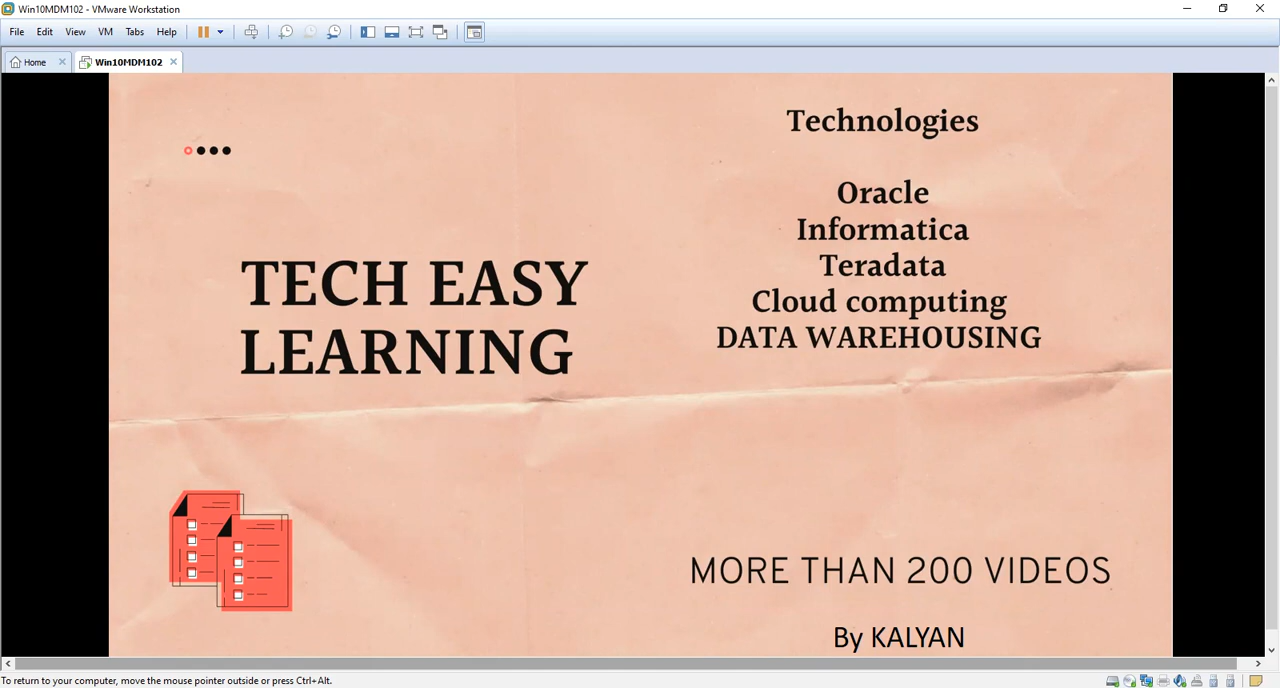 Win10MDM102 - VMware Workstation
File Edit View VM Tabs Help
Home Win10MDM102
Technologies
Oracle
Informatica
Teradata
Cloud computing
DATA WAREHOUSING
TECH EASY
LEARNING
MORE THAN 200 VIDEOS
By KALYAN
To return to your computer, move the mouse pointer outside or press Ctrl+Alt.